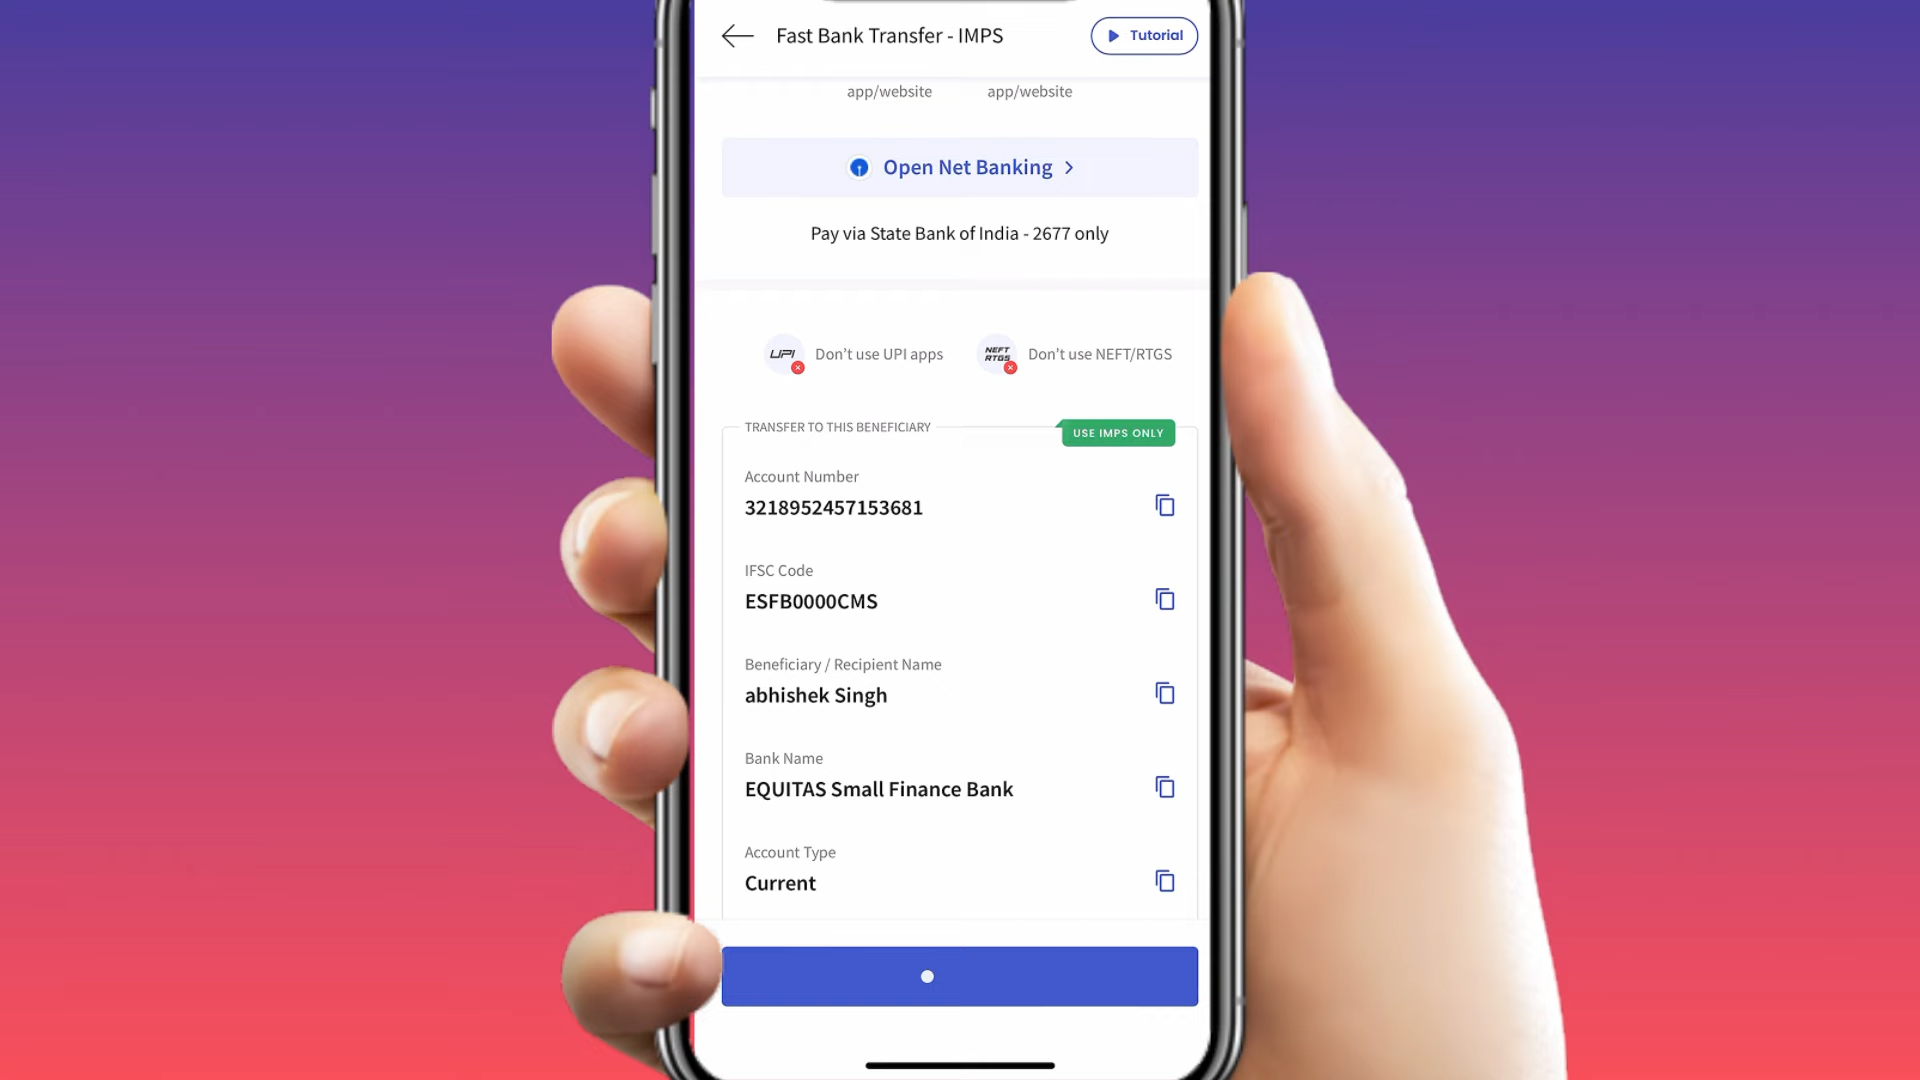 Fast Bank Transfer - IMPS
Tutorial
app/website
app/website
Open Net Banking
Pay via State Bank of India - 2677 only
UPI
Don't use UPI apps
NEFT
RTGS
Don't use NEFT/RTGS
TRANSFER TO THIS BENEFICIARY
USE IMPS ONLY
Account Number
3218952457153681
IFSC Code
ESFB0000CMS
Beneficiary / Recipient Name
abhishek Singh
Bank Name
EQUITAS Small Finance Bank
Account Type
Current